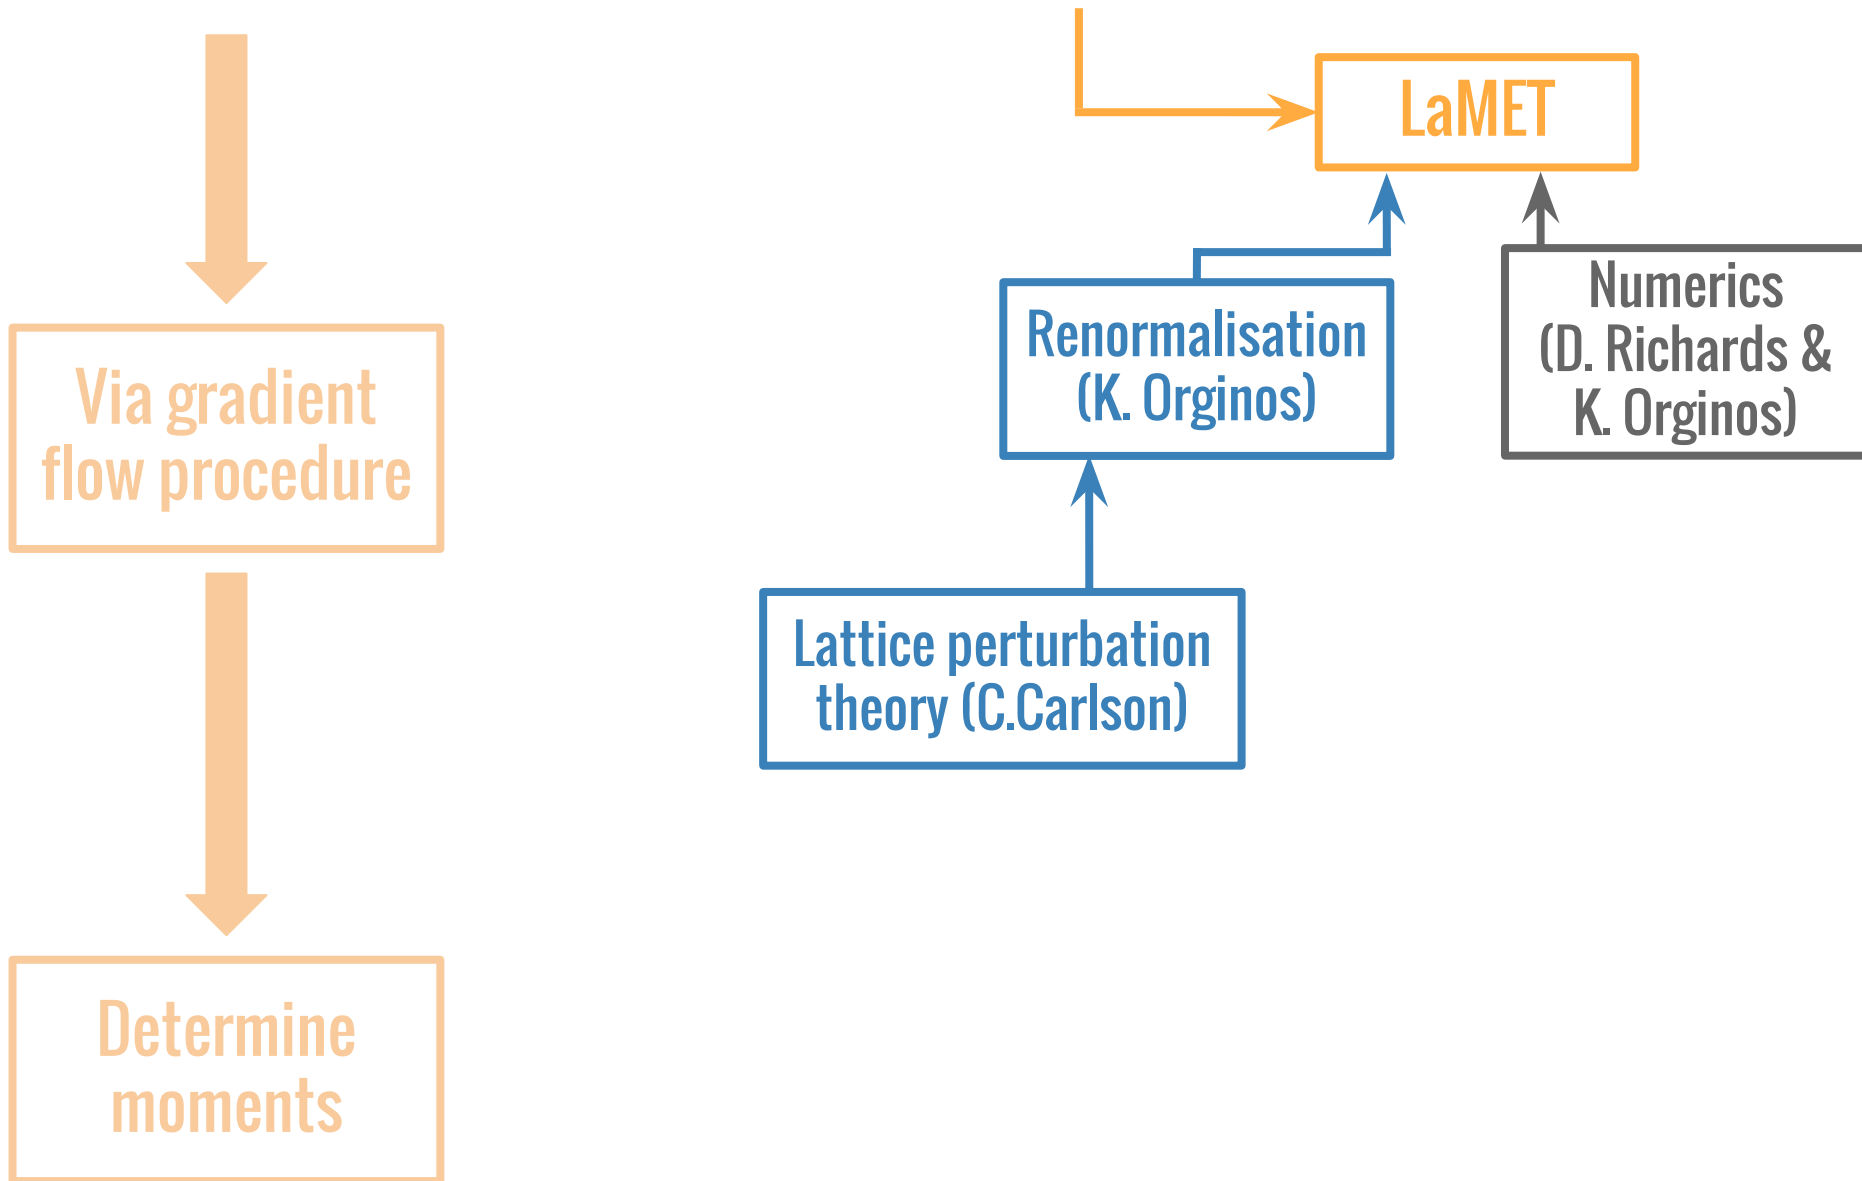 LaMET
Numerics
(D. Richards &
K. Orginos)
Renormalisation
(K. Orginos)
Via gradient
flow procedure
Lattice perturbation
theory (C.Carlson)
Determine
moments